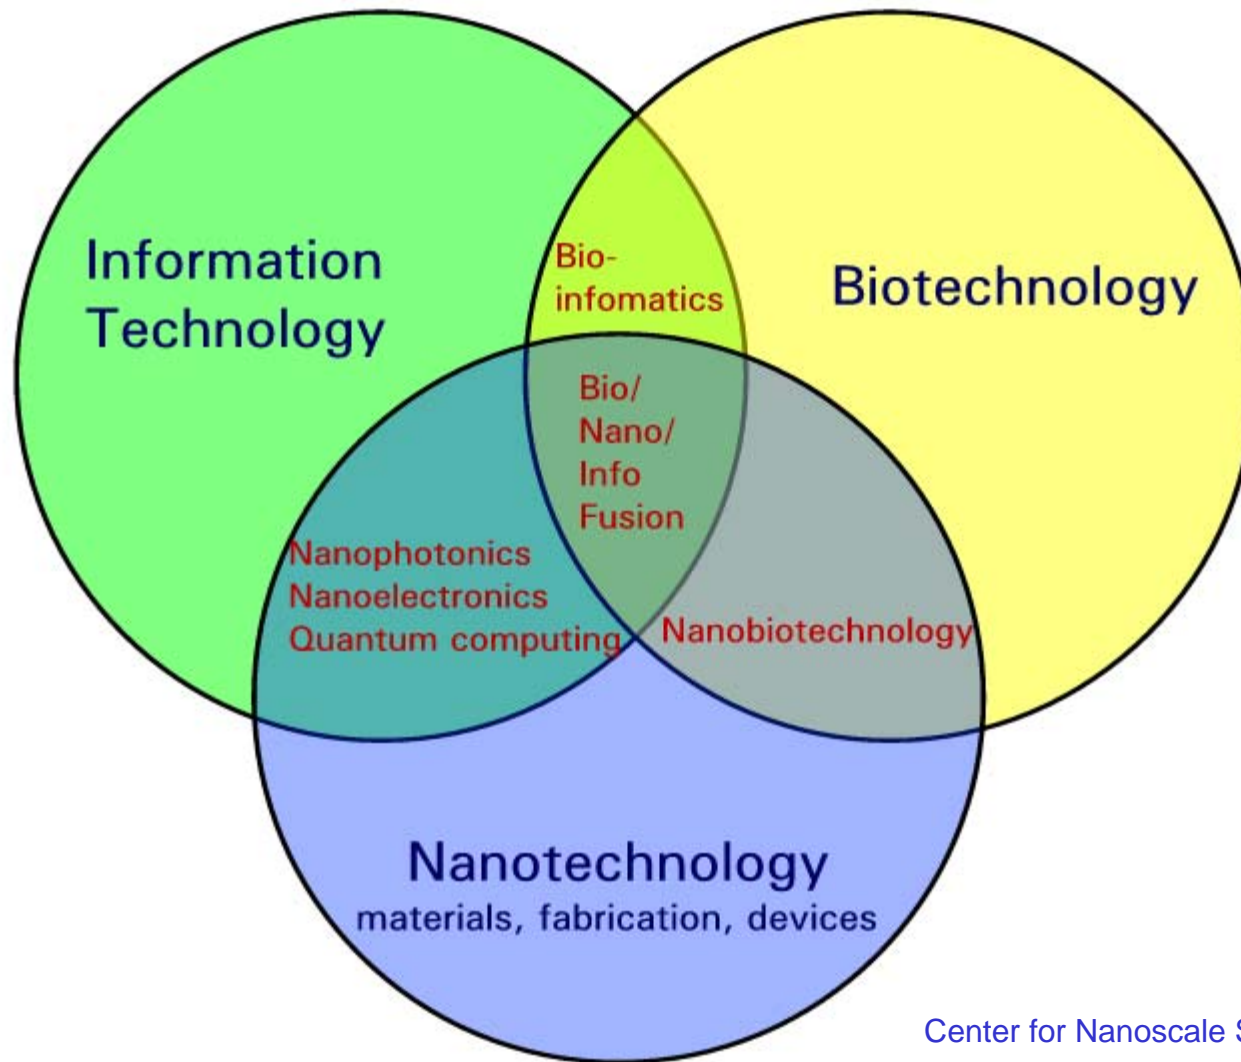 Information
Technology
Biotechnology
Bio-
infomatics
Bio/
Nano/
Info
Fusion
Nanophotonics
Nanoelectronics
Quantum computing
Nanobiotechnology
Nanotechnology
materials, fabrication, devices
Center for Nanoscale